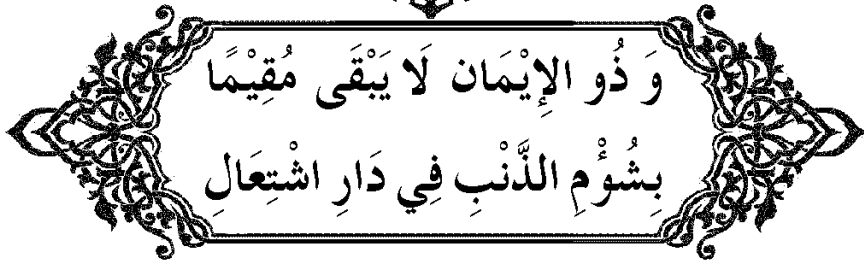 وَ ذُو الإِيْمَان لَا يَبْقَى مُقِيْمًا
بِشُؤْمِ الذَّنْبِ فِي دَارِ اشْتِعَالِ